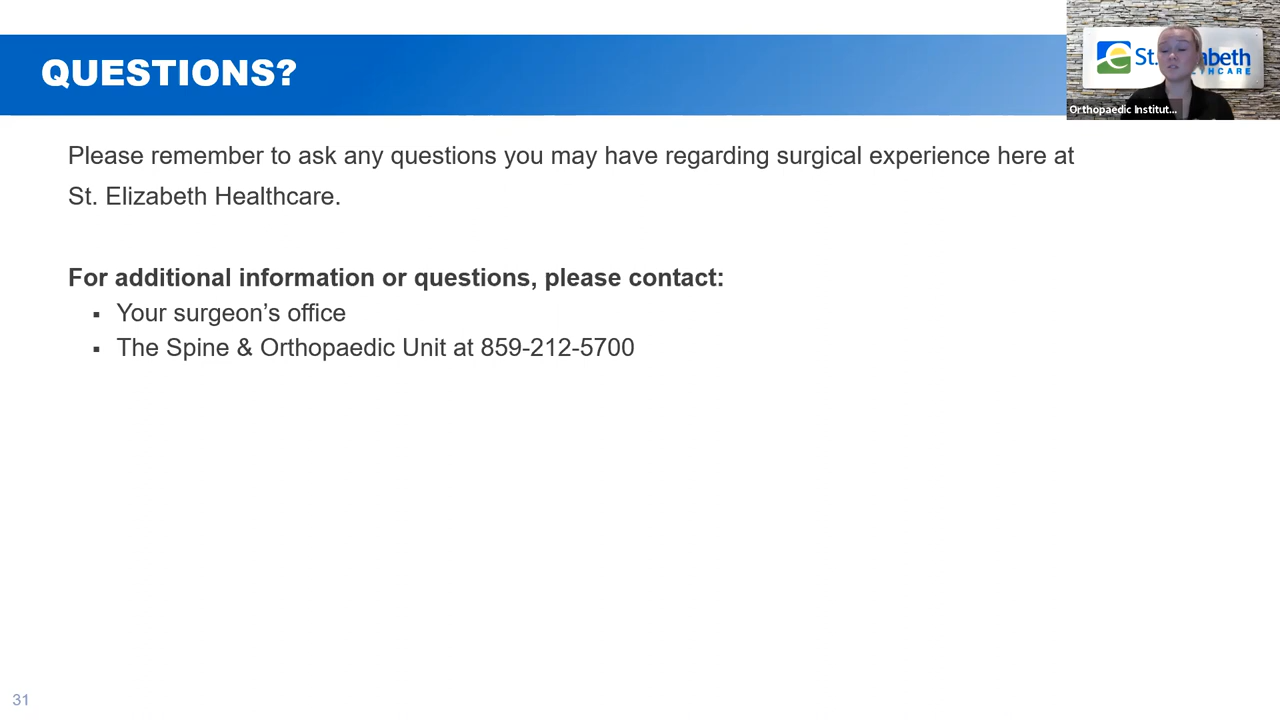 QUESTIONS?
St. abeth
THCARE
Orthopaedic Institut...
Please remember to ask any questions you may have regarding surgical experience here at
St. Elizabeth Healthcare.
For additional information or questions, please contact:
▪ Your surgeon’s office
▪ The Spine & Orthopaedic Unit at 859-212-5700
31